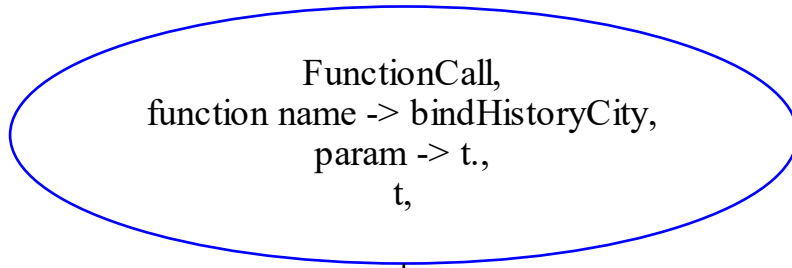 FunctionCall,
function name -> bindHistoryCity,
param -> t.,
t,